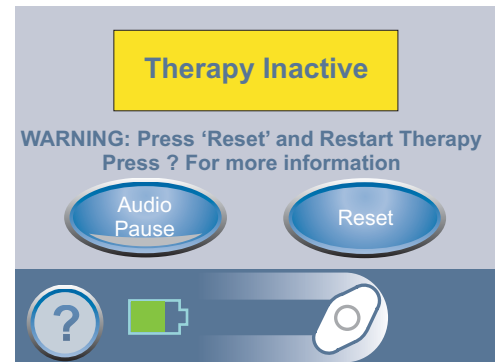 Therapy Inactive
WARNING: Press ‘Reset’ and Restart Therapy
Press ? For more information
Audio
Pause
Reset
?